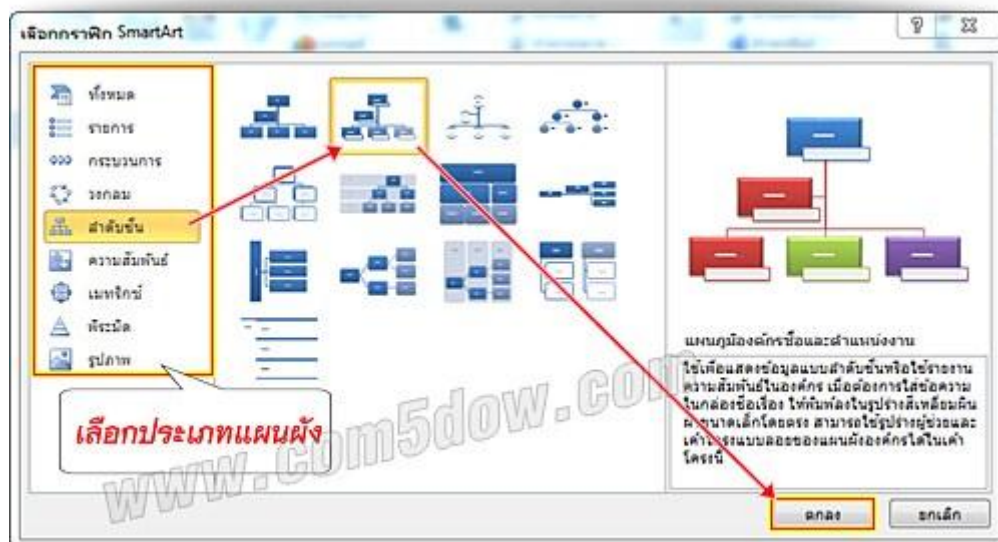 เลือกกราฟิก SmartArt
ทั้งหมด
รายการ
กระบวนการ
วงกลม
ลำดับชั้น
ความสัมพันธ์
เมทริกซ์
พีระมิด
รูปภาพ
เลือกประเภทแผนผัง
แผนภูมิองค์กรชื่อและตำแหน่งงาน
ใช้เพื่อแสดงข้อมูลแบบลำดับชั้นหรือใช้รายงาน
ความสัมพันธ์ในองค์กร เมื่อต้องการใส่ข้อความ
ในกล่องชื่อเรื่อง ให้พิมพ์ลงในรูปร่างสี่เหลี่ยมผืน
ผ้าขนาดเล็กโดยตรง สามารถใช้รูปร่างผู้ช่วยและ
เค้าโครงแบบลอยของแผนผังองค์กรได้ในเค้า
โครงนี้
www.com5dow.com
ตกลง
ยกเลิก